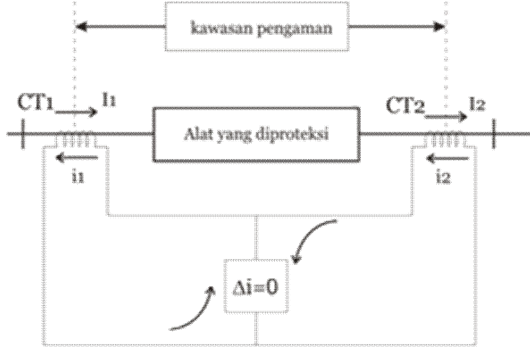 kawasan pengaman
CT1
I1
CT2
I2
Alat yang diproteksi
i1
i2
Δi=0